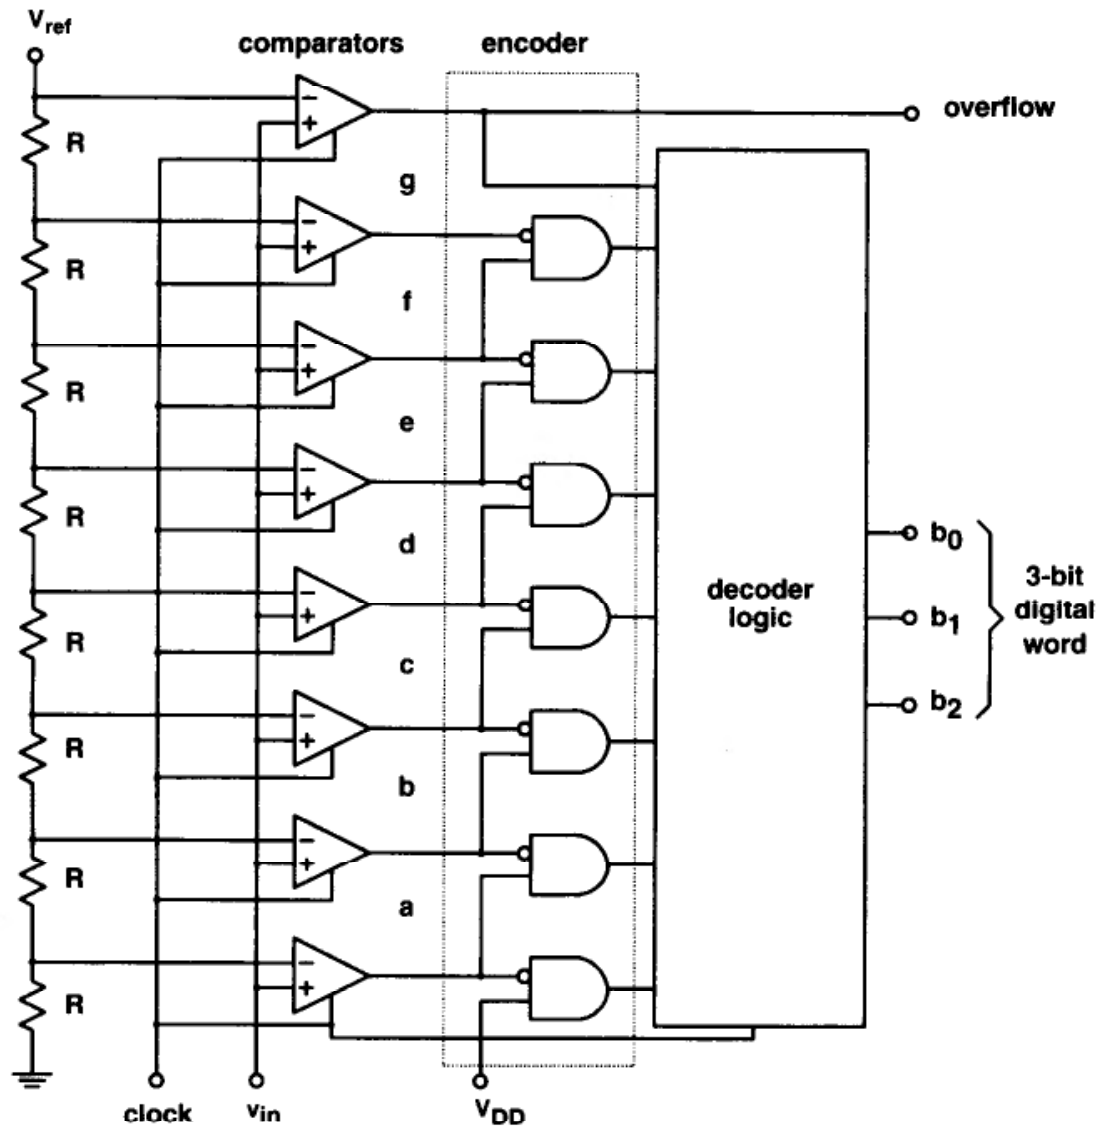 Vref
comparators
encoder
overflow
−
+
R
g
−
+
R
f
−
+
R
e
−
+
R
d
b0
−
+
decoder
logic
3-bit
digital
word
b1
R
c
b2
−
+
R
b
−
+
R
a
−
+
R
clock
vin
VDD